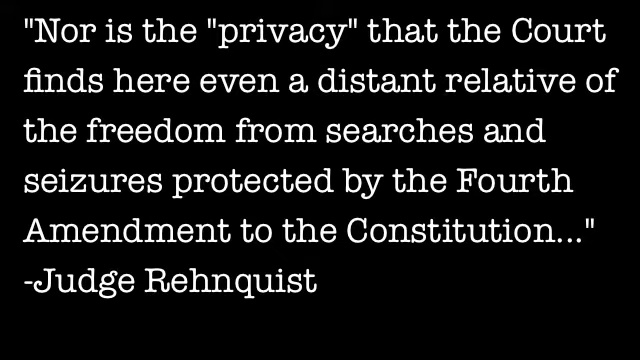 "Nor is the "privacy" that the Court
finds here even a distant relative of
the freedom from searches and
seizures protected by the Fourth
Amendment to the Constitution..."
-Judge Rehnquist